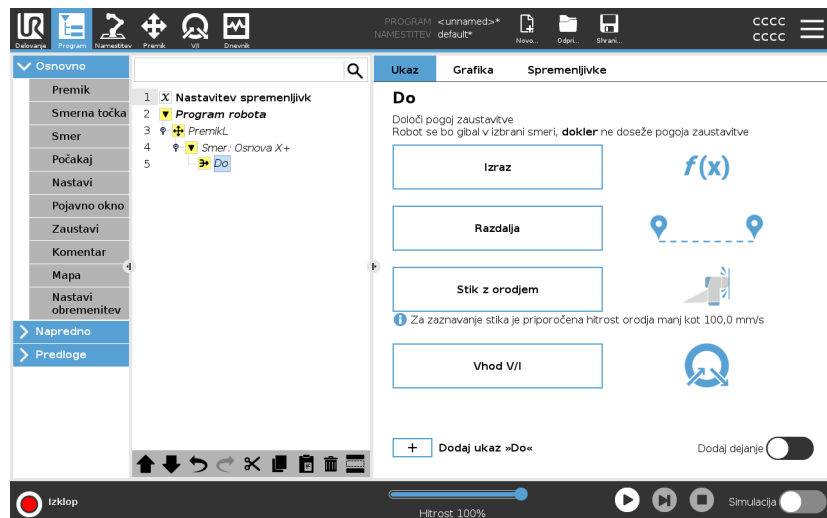 PROGRAM <unnamed>*
NAMESTITEV default*
CCCC
CCCC
Delovanje Program Namestitev Premik V/I Dnevnik Novo... Odpri... Shrani...
Osnovno
Premik
Smerna točka
Smer
Počakaj
Nastavi
Pojavno okno
Zaustavi
Komentar
Mapa
Nastavi
obremenitev
Napredno
Predloge
1 X Nastavitev spremenljivk
2 Program robota
3 PremikL
4 Smer: Osnova X+
5 Do
Ukaz Grafika Spremenljivke
Do
Določi pogoj zaustavitve
Robot se bo gibal v izbrani smeri, dokler ne doseže pogoja zaustavitve
Izraz
f(x)
Razdalja
Stik z orodjem
Za zaznavanje stika je priporočena hitrost orodja manj kot 100,0 mm/s
Vhod V/I
+ Dodaj ukaz »Do« Dodaj dejanje
Izklop
Hitrost 100%
Simulacija